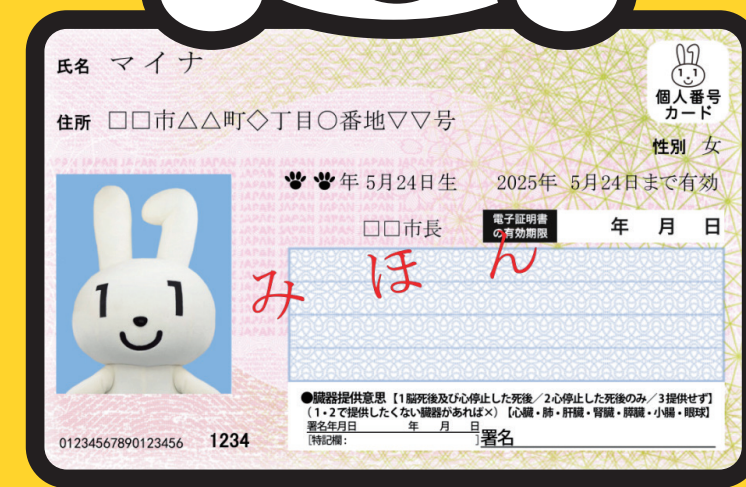 氏名 マイナ
住所 □□市△△町◇丁目○番地▽▽号
個人番号
カード
性別 女
年 5月24日生 2025年 5月24日まで有効
□□市長 電子証明書の有効期限 年 月 日
みほん
●臓器提供意思【1脳死後及び心停止した死後／2心停止した死後のみ／3提供せず】
(1・2で提供したくない臓器があれば×)【心臓・肺・肝臓・腎臓・膵臓・小腸・眼球】
署名年月日 年 月 日
[特記欄: ]署名
01234567890123456 1234